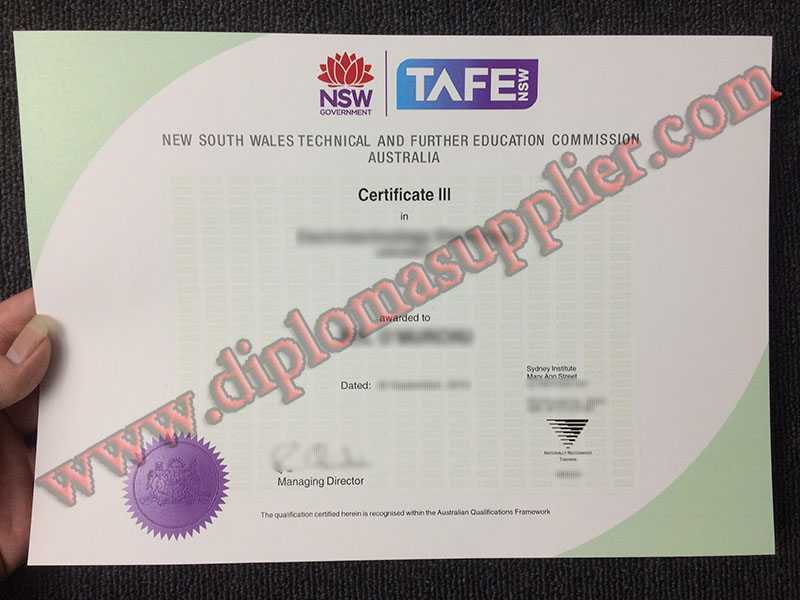 NSW
GOVERNMENT
TAFE NSW
NEW SOUTH WALES TECHNICAL AND FURTHER EDUCATION COMMISSION
AUSTRALIA
Certificate III
in
awarded to
Dated:
Sydney Institute
Mary Ann Street
NATIONALLY RECOGNISED
TRAINING
Managing Director
The qualification certified herein is recognised within the Australian Qualifications Framework
www.diplomasupplier.com